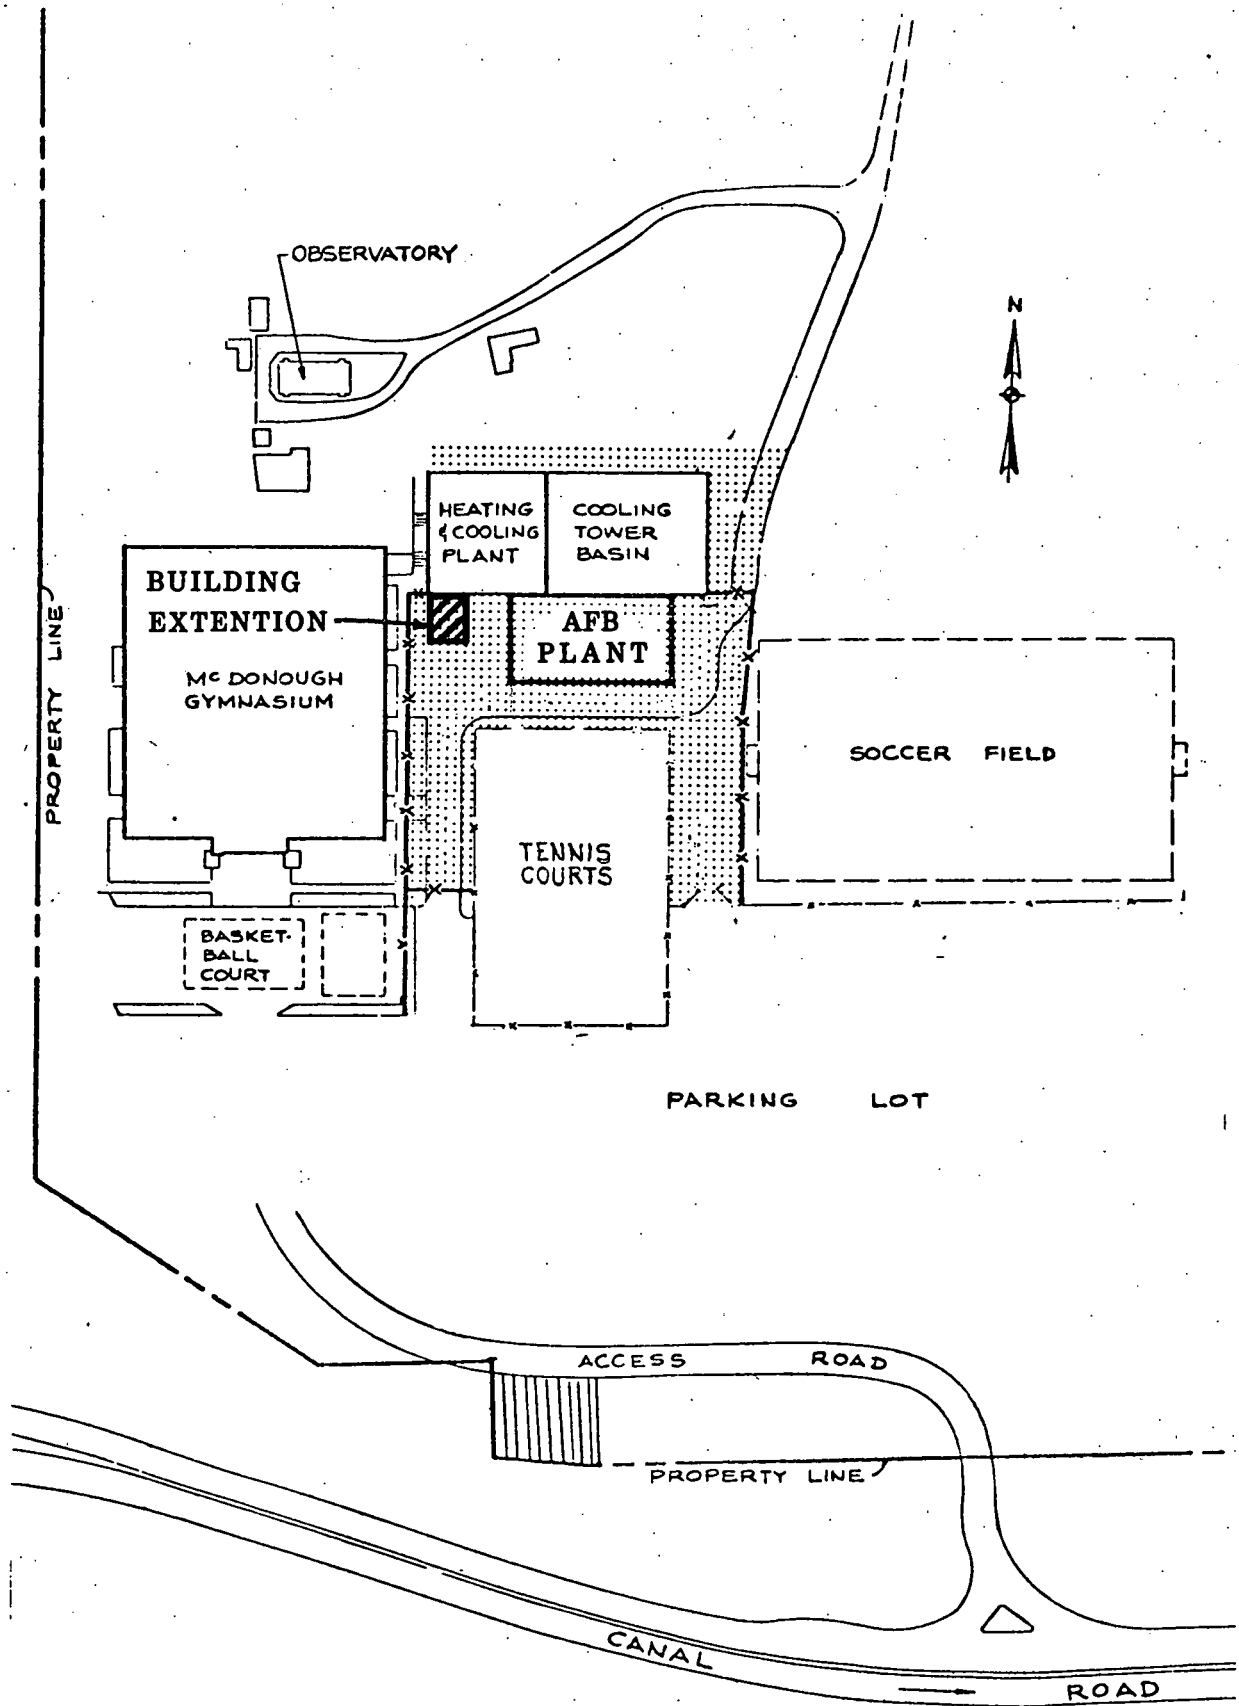 OBSERVATORY
N
HEATING
& COOLING
PLANT
COOLING
TOWER
BASIN
BUILDING
EXTENTION
AFB
PLANT
Mc DONOUGH
GYMNASIUM
PROPERTY LINE
SOCCER FIELD
TENNIS
COURTS
BASKET-
BALL
COURT
PARKING LOT
ACCESS ROAD
PROPERTY LINE
CANAL
ROAD